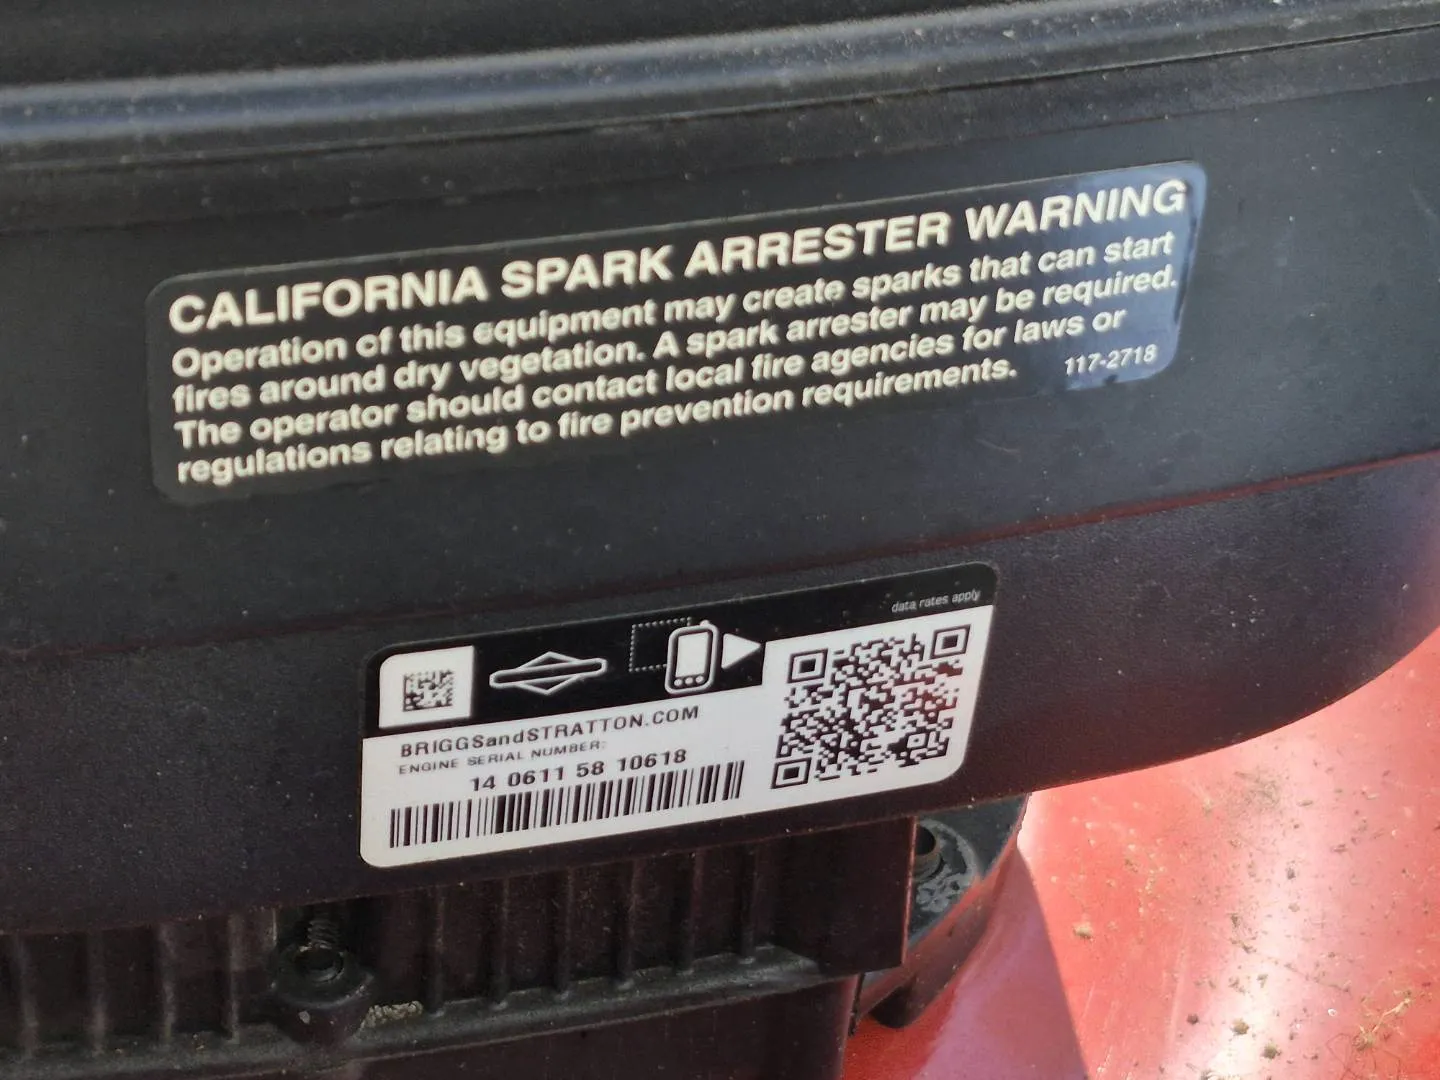 CALIFORNIA SPARK ARRESTER WARNING
Operation of this equipment may create sparks that can start
fires around dry vegetation. A spark arrester may be required.
The operator should contact local fire agencies for laws or
regulations relating to fire prevention requirements.
117-2718
data rates apply
BRIGGSandSTRATTON.COM
ENGINE SERIAL NUMBER:
14 0611 58 10618